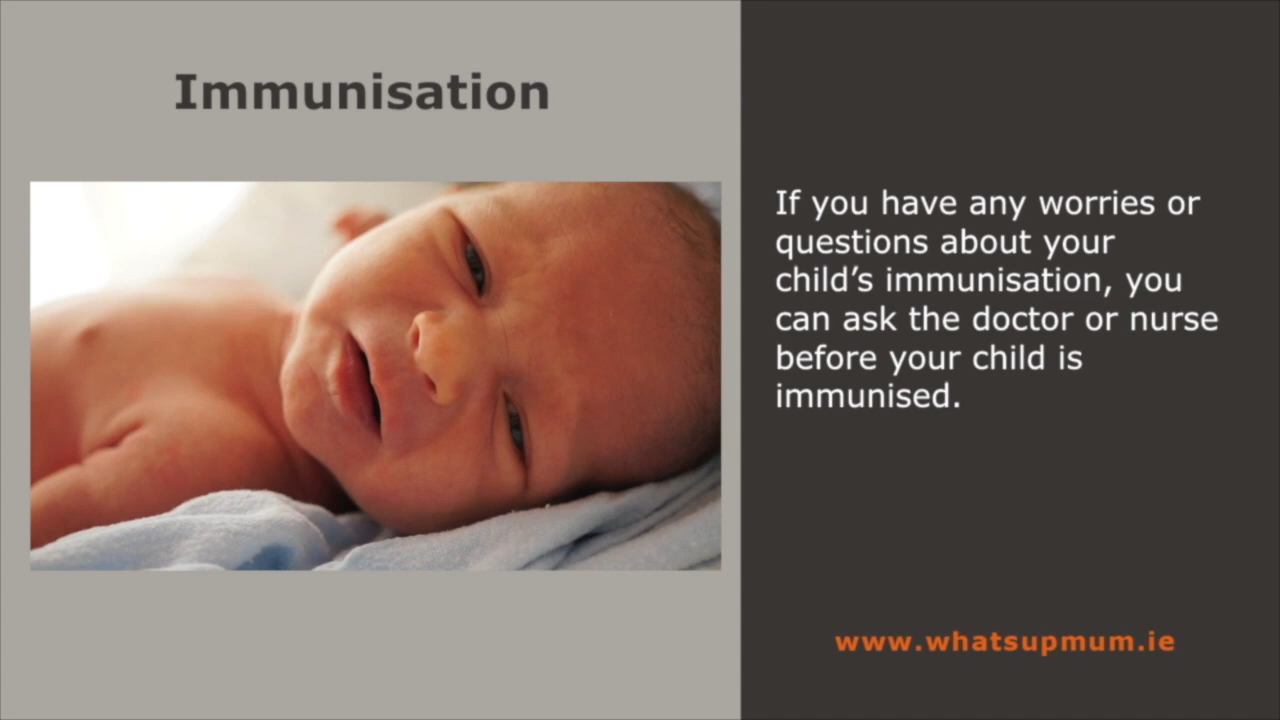 Immunisation
If you have any worries or
questions about your
child’s immunisation, you
can ask the doctor or nurse
before your child is
immunised.
www.whatsupmum.ie